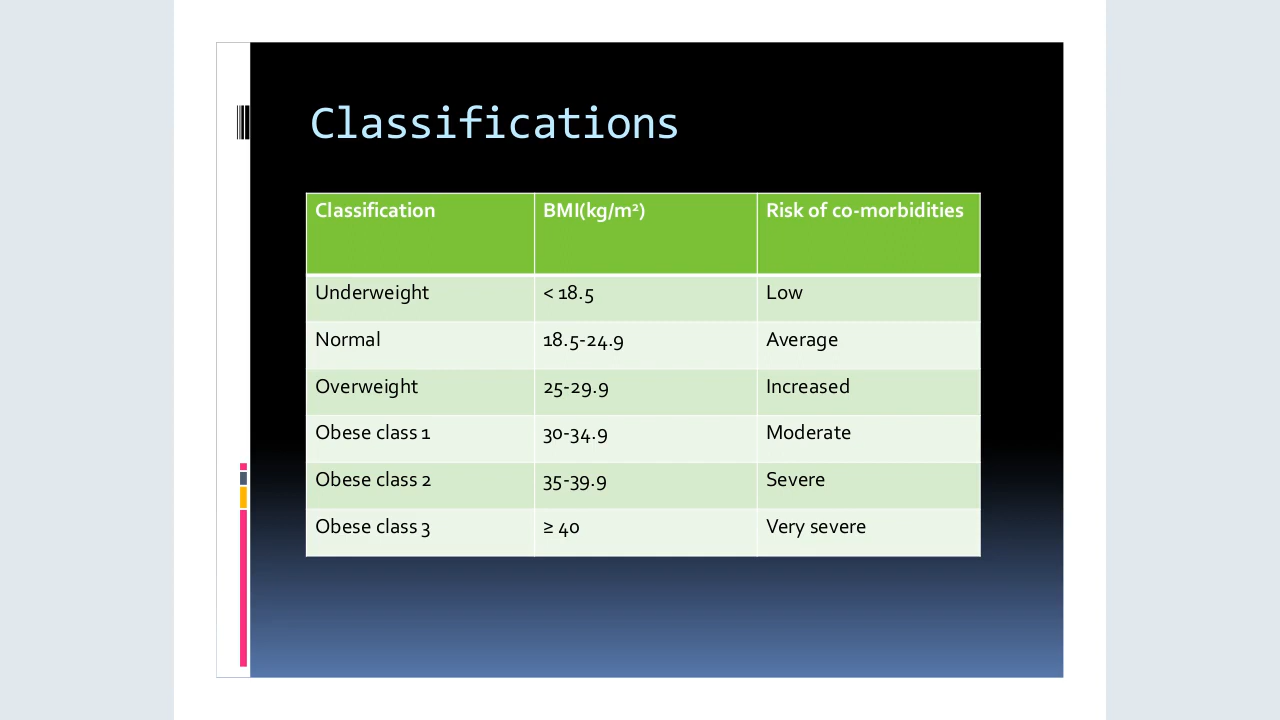 Classifications
Classification BMI(kg/m²) Risk of co-morbidities
Underweight < 18.5 Low
Normal 18.5-24.9 Average
Overweight 25-29.9 Increased
Obese class 1 30-34.9 Moderate
Obese class 2 35-39.9 Severe
Obese class 3 ≥ 40 Very severe